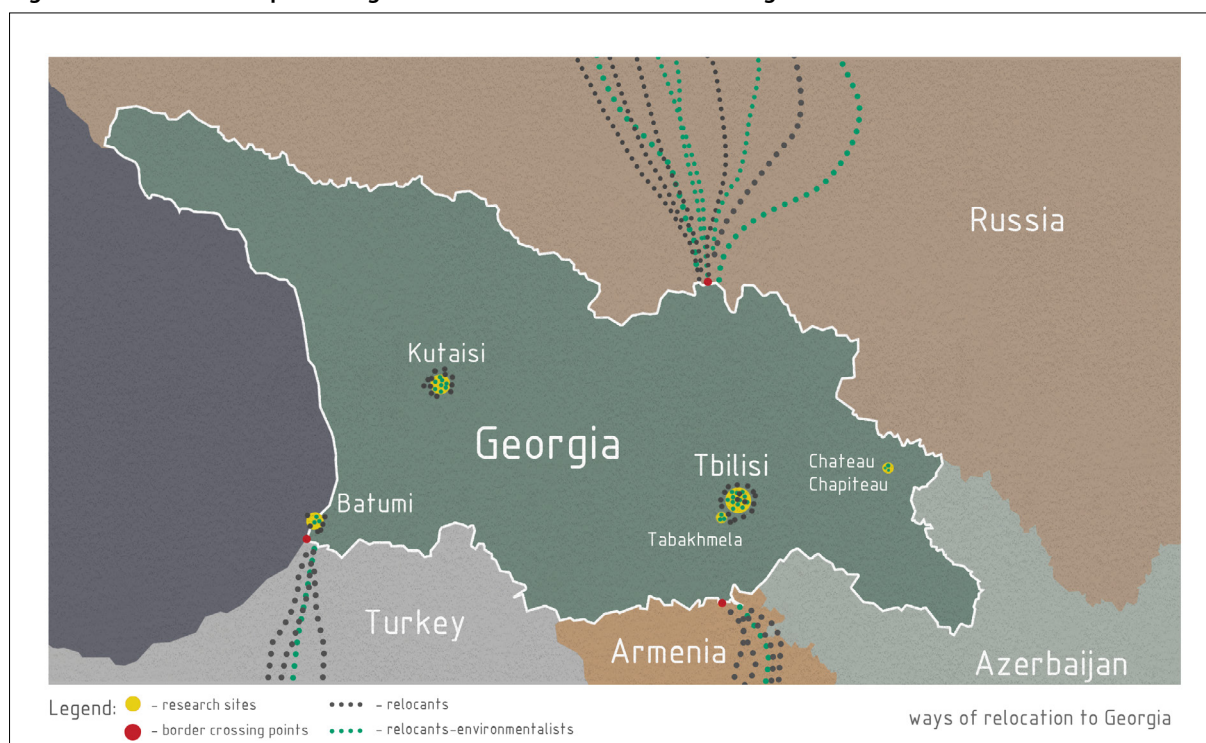 Russia
Kutaisi
Georgia
Tbilisi
Chateau
Chapiteau
Batumi
Tabakhmela
Turkey
Armenia
Azerbaijan
Legend:
- research sites
- relocants
- border crossing points
- relocants-environmentalists
ways of relocation to Georgia